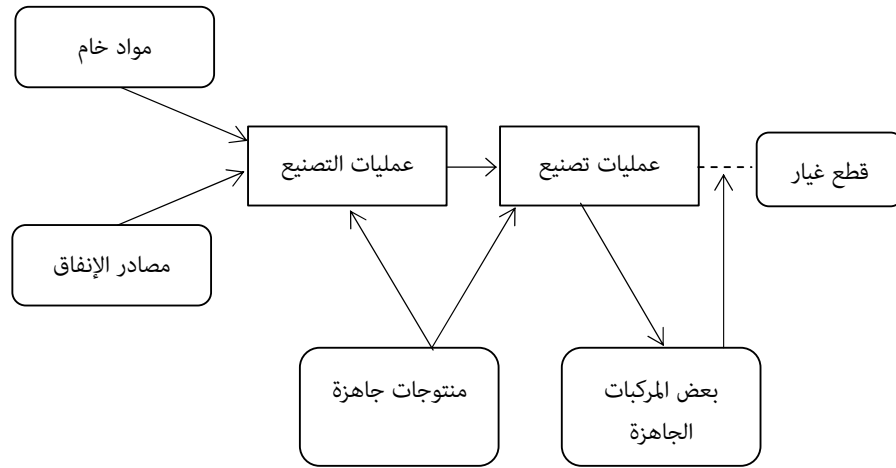 مواد خام
عمليات التصنيع
عمليات تصنيع
قطع غيار
مصادر الإنفاق
منتوجات جاهزة
بعض المركبات
الجاهزة